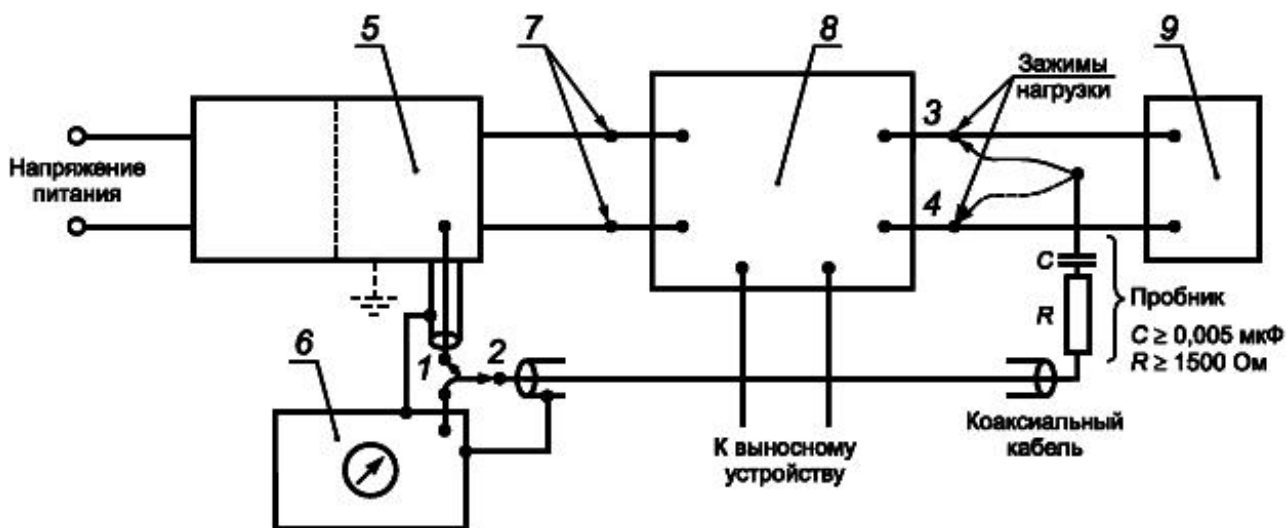 5
7
8
9
Зажимы
нагрузки
3
Напряжение
питания
4
C
Пробник
R
C ≥ 0,005 мкФ
R ≥ 1500 Ом
6
1
2
Коаксиальный
кабель
К выносному
устройству